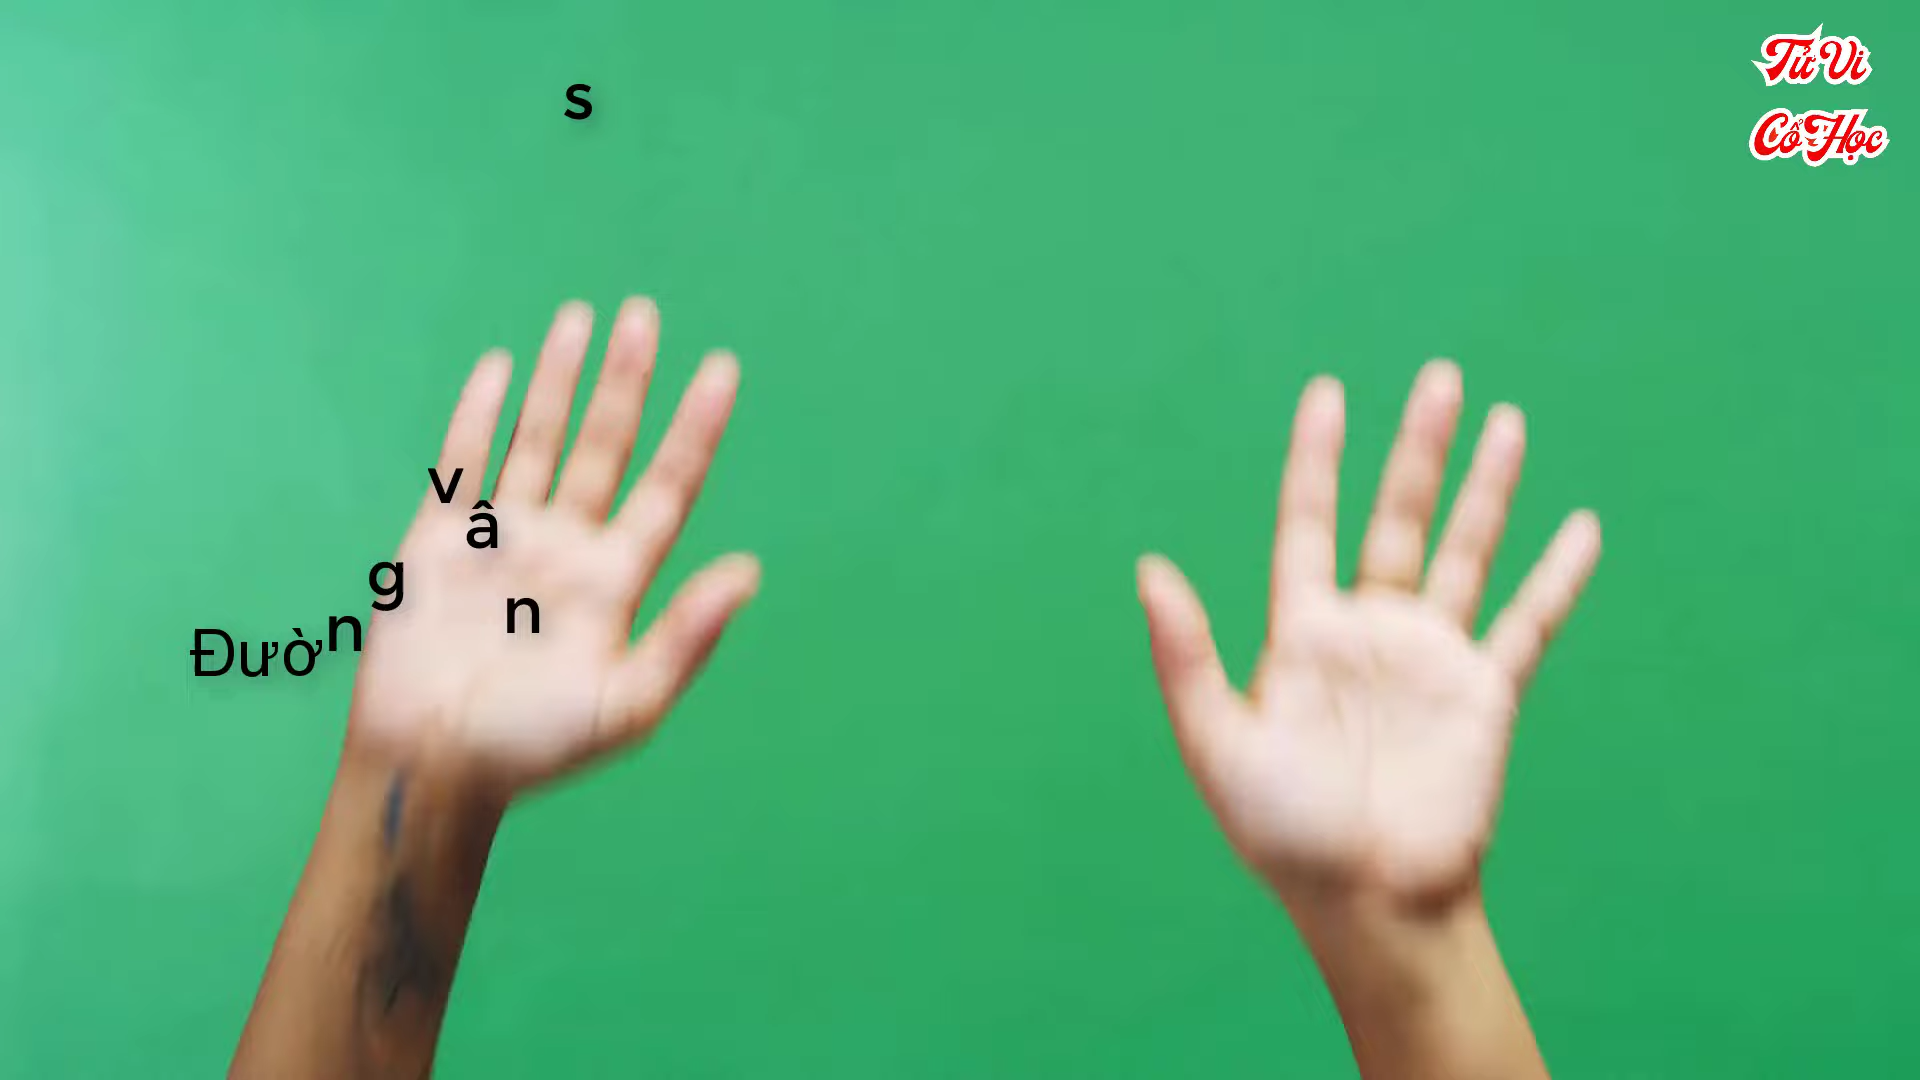 Tử Vi
Cổ Học
Đường vân s